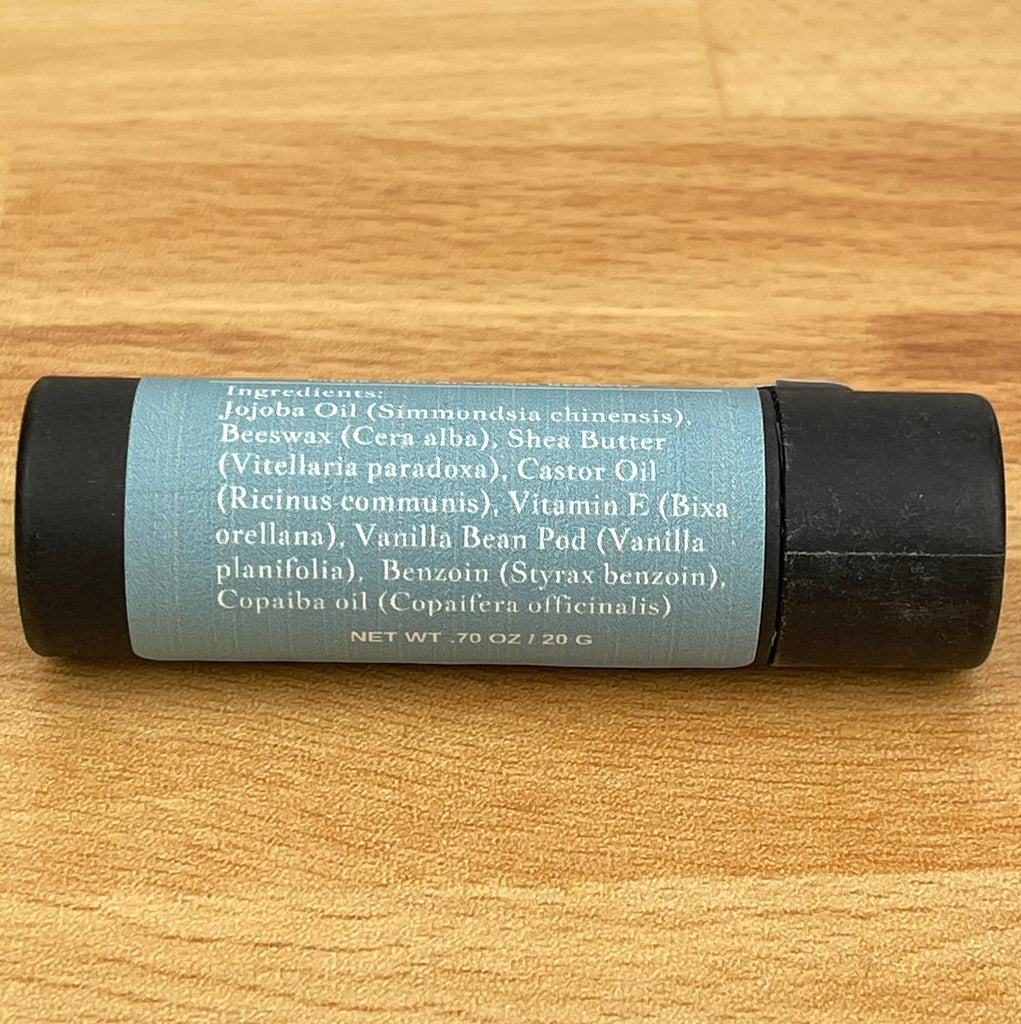 Ingredients:
Jojoba Oil (Simmondsia chinensis),
Beeswax (Cera alba), Shea Butter
(Vitellaria paradoxa), Castor Oil
(Ricinus communis), Vitamin E (Bixa
orellana), Vanilla Bean Pod (Vanilla
planifolia), Benzoin (Styrax benzoin),
Copaiba oil (Copaifera officinalis)
NET WT .70 OZ / 20 G